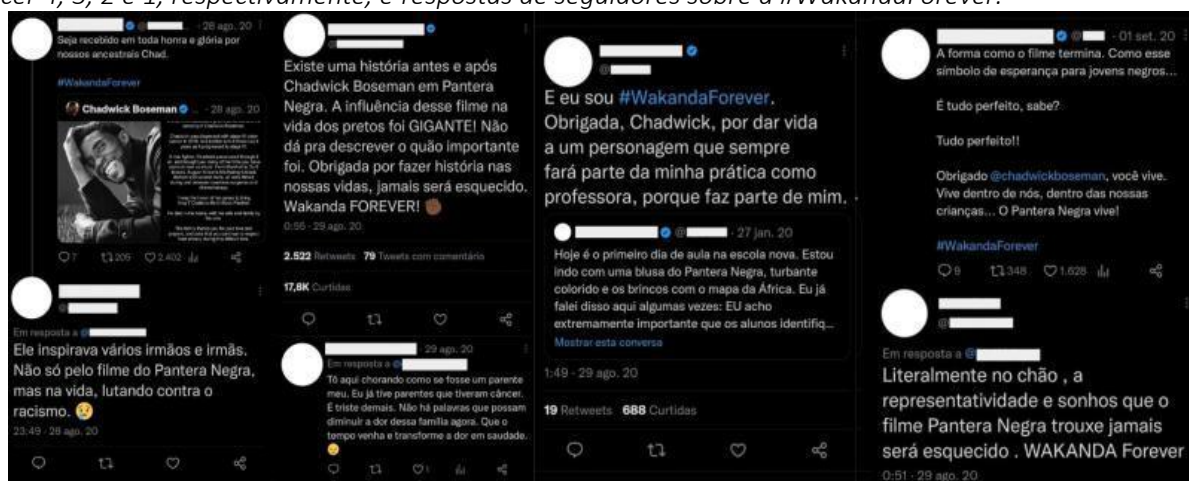 respectivamente, e respostas de seguidores sobre a #WakandaForever.
@ · 28 ago. 20
Seja recebido em toda honra e glória por
nossos ancestrais Chad.
#WakandaForever
Chadwick Boseman · 28 ago. 20
7 205 2.402
Em resposta a @
Ele inspirava vários irmãos e irmãs.
Não só pelo filme do Pantera Negra,
mas na vida, lutando contra o
racismo. 😢
23:49 · 28 ago. 20
@
Existe uma história antes e após
Chadwick Boseman em Pantera
Negra. A influência desse filme na
vida dos pretos foi GIGANTE! Não
dá pra descrever o quão importante
foi. Obrigada por fazer história nas
nossas vidas, jamais será esquecido.
Wakanda FOREVER! ✊🏾
0:56 · 29 ago. 20
2.522 Retweets 79 Tweets com comentário
17,8K Curtidas
· 29 ago. 20
Em resposta a @
Tô aqui chorando como se fosse um parente
meu. Eu já tive parentes que tiveram câncer.
É triste demais. Não há palavras que possam
diminuir a dor dessa família agora. Que o
tempo venha e transforme a dor em saudade.
😔
1
@
E eu sou #WakandaForever.
Obrigada, Chadwick, por dar vida
a um personagem que sempre
fará parte da minha prática como
professora, porque faz parte de mim.
@ · 27 jan. 20
Hoje é o primeiro dia de aula na escola nova. Estou
indo com uma blusa do Pantera Negra, turbante
colorido e os brincos com o mapa da África. Eu já
falei disso aqui algumas vezes: EU acho
extremamente importante que os alunos identifiq...
Mostrar esta conversa
1:49 · 29 ago. 20
19 Retweets 688 Curtidas
@ · 01 set. 20
A forma como o filme termina. Como esse
símbolo de esperança para jovens negros...
É tudo perfeito, sabe?
Tudo perfeito!!
Obrigado @chadwickboseman, você vive.
Vive dentro de nós, dentro das nossas
crianças... O Pantera Negra vive!
#WakandaForever
9 348 1.628
@
Em resposta a @
Literalmente no chão , a
representatividade e sonhos que o
filme Pantera Negra trouxe jamais
será esquecido . WAKANDA Forever
0:51 · 29 ago. 20